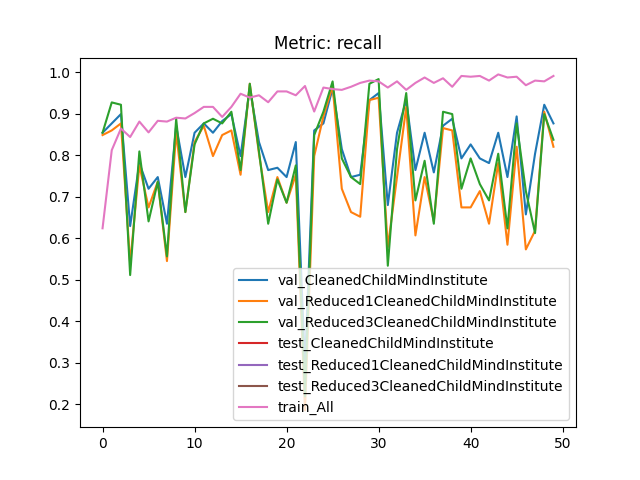 Metric: recall
1.0
0.9
0.8
0.7
0.6
0.5
0.4
0.3
0.2
0
10
20
30
40
50
val_CleanedChildMindInstitute
val_Reduced1CleanedChildMindInstitute
val_Reduced3CleanedChildMindInstitute
test_CleanedChildMindInstitute
test_Reduced1CleanedChildMindInstitute
test_Reduced3CleanedChildMindInstitute
train_All